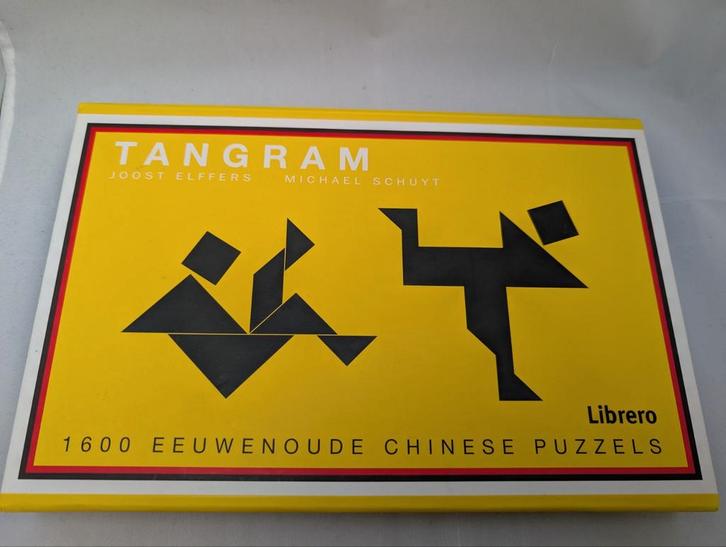 TANGRAM
JOOST ELFFERS MICHAEL SCHUYT
Librero
1600 EEUWENOUDE CHINESE PUZZELS